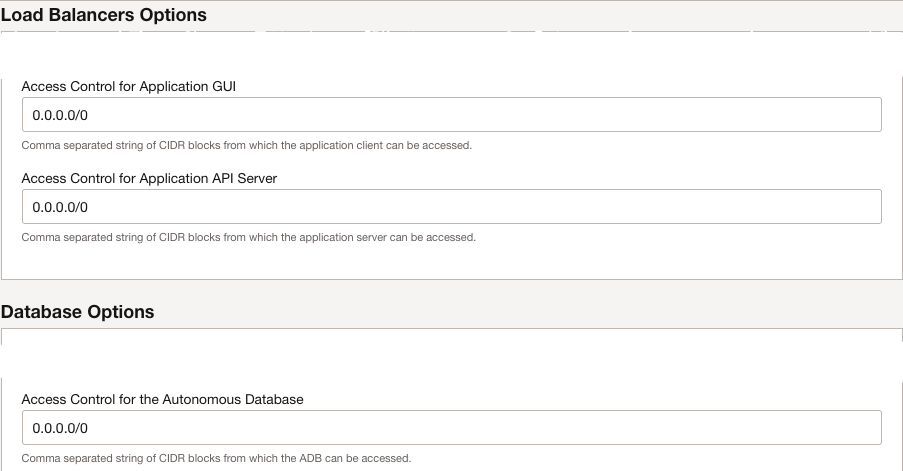 Load Balancers Options
Access Control for Application GUI
0.0.0.0/0
Comma separated string of CIDR blocks from which the application client can be accessed.
Access Control for Application API Server
0.0.0.0/0
Comma separated string of CIDR blocks from which the application server can be accessed.
Database Options
Access Control for the Autonomous Database
0.0.0.0/0
Comma separated string of CIDR blocks from which the ADB can be accessed.